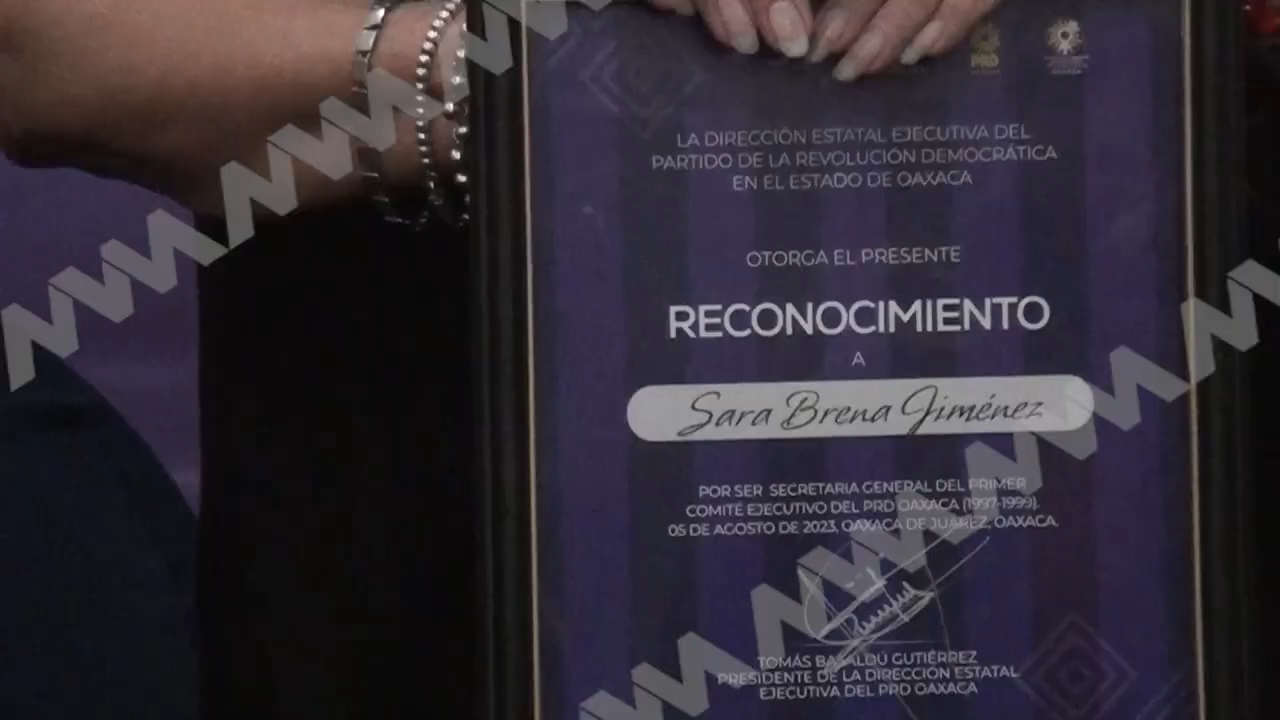 PRD
LA DIRECCIÓN ESTATAL EJECUTIVA DEL
PARTIDO DE LA REVOLUCIÓN DEMOCRÁTICA
EN EL ESTADO DE OAXACA
OTORGA EL PRESENTE
RECONOCIMIENTO
A
Sara Brena Jiménez
POR SER SECRETARIA GENERAL DEL PRIMER
COMITÉ EJECUTIVO DEL PRD OAXACA (1997-1999).
05 DE AGOSTO DE 2023, OAXACA DE JUÁREZ, OAXACA.
TOMÁS BASALDÚ GUTIÉRREZ
PRESIDENTE DE LA DIRECCIÓN ESTATAL
EJECUTIVA DEL PRD OAXACA